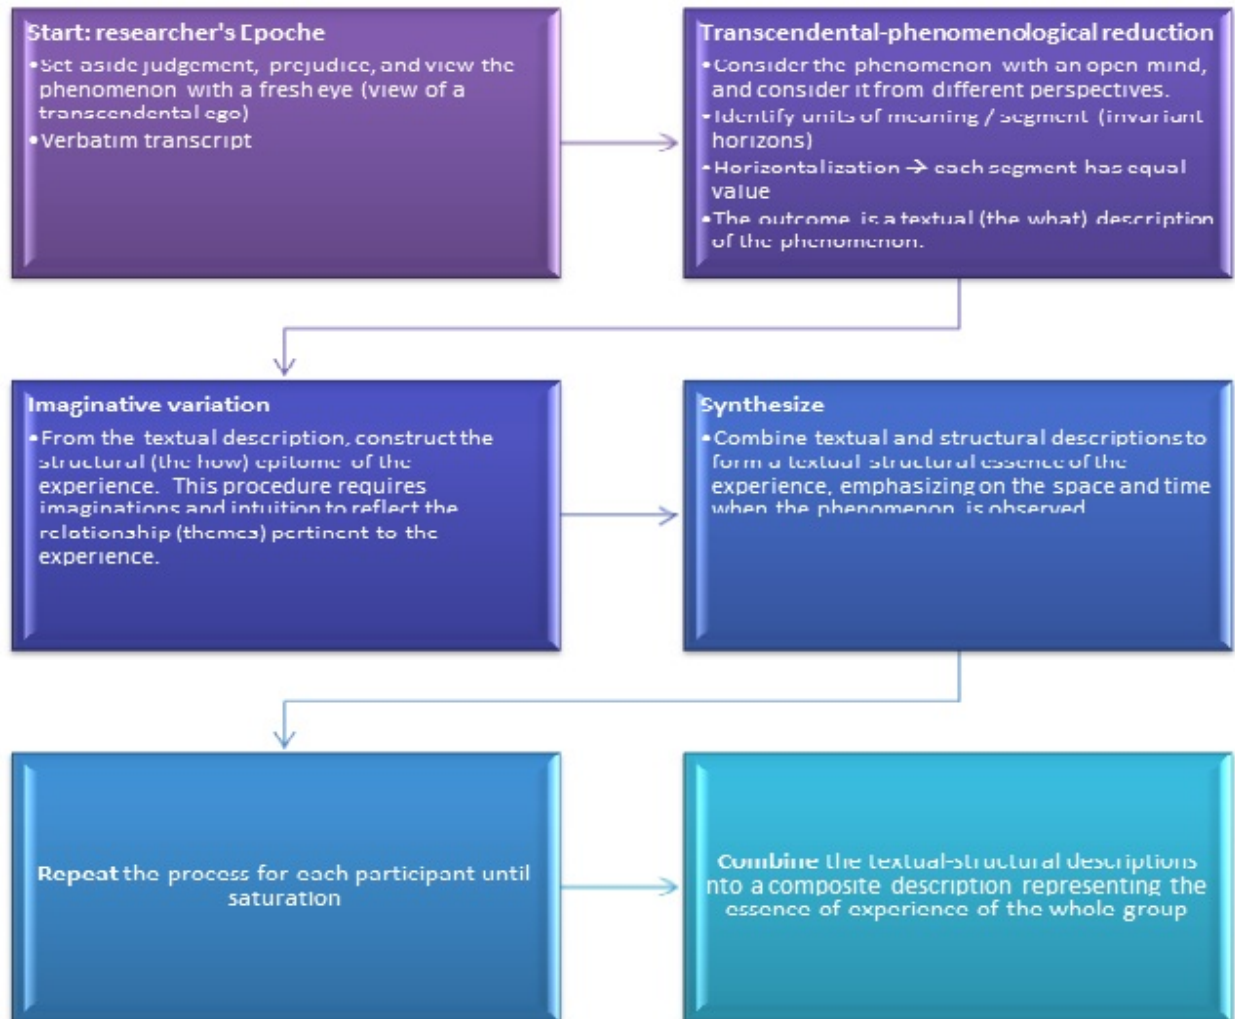 Start: researcher's Epoche
•Set aside judgement, prejudice, and view the
phenomenon with a fresh eye (view of a
transcendental ego)
•Verbatim transcript
Transcendental-phenomenological reduction
•Consider the phenomenon with an open mind,
and consider it from different perspectives.
•Identify units of meaning / segment (invariant
horizons)
•Horizontalization → each segment has equal
value
•The outcome is a textual (the what) description
of the phenomenon.
Imaginative variation
•From the textual description, construct the
structural (the how) epitome of the
experience. This procedure requires
imaginations and intuition to reflect the
relationship (themes) pertinent to the
experience.
Synthesize
•Combine textual and structural descriptions to
form a textual structural essence of the
experience, emphasizing on the space and time
when the phenomenon is observed
Repeat the process for each participant until
saturation
Combine the textual-structural descriptions
nto a composite description representing the
essence of experience of the whole group